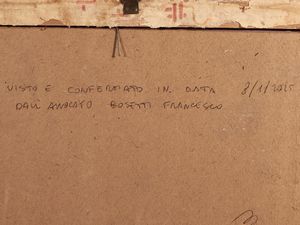 VISTO E CONFERMATO IN DATA 8/1/2025
DALL'AVVOCATO BOSETTI FRANCESCO